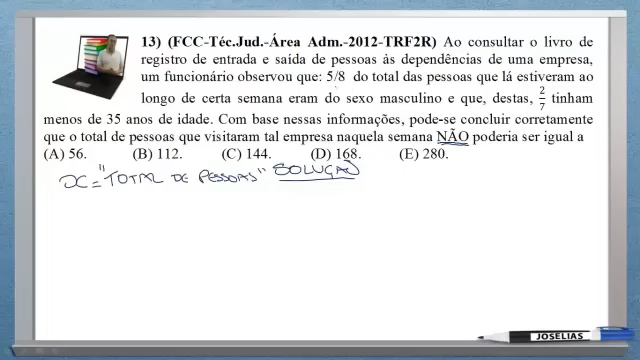 13) (FCC-Téc.Jud.-Área Adm.-2012-TRF2R) Ao consultar o livro de
registro de entrada e saída de pessoas às dependências de uma empresa,
um funcionário observou que: 5/8 do total das pessoas que lá estiveram ao
longo de certa semana eram do sexo masculino e que, destas, 2/7 tinham
menos de 35 anos de idade. Com base nessas informações, pode-se concluir corretamente
que o total de pessoas que visitaram tal empresa naquela semana NÃO poderia ser igual a
(A) 56. (B) 112. (C) 144. (D) 168. (E) 280.
x = "TOTAL DE PESSOAS" SOLUÇÃO
JOSELIAS